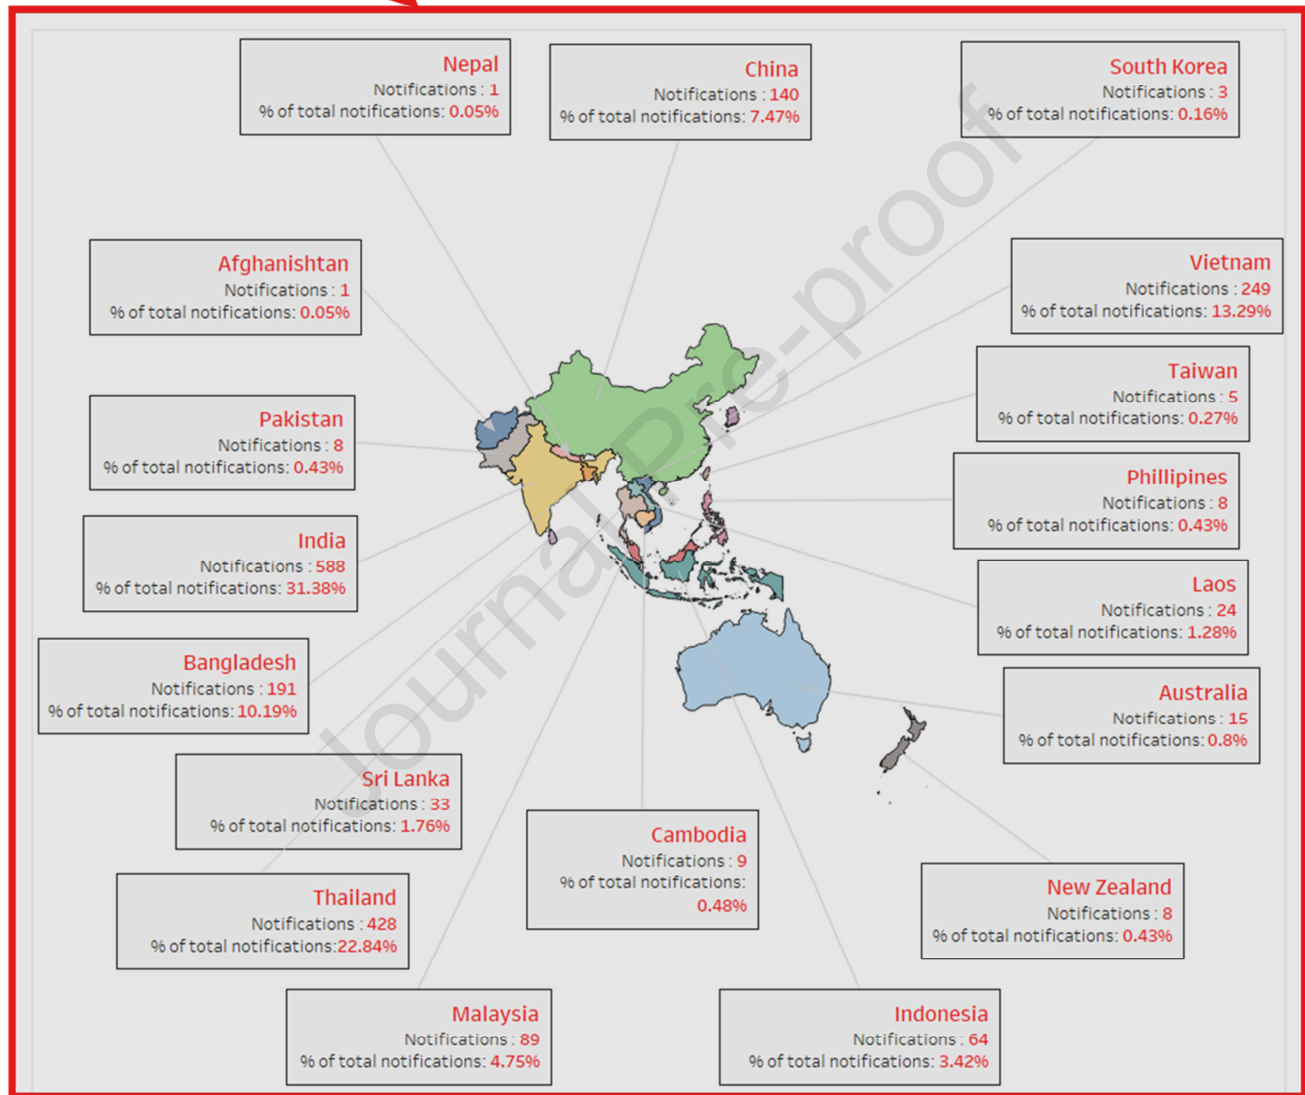 Nepal
Notifications : 1
% of total notifications: 0.05%
China
Notifications : 140
% of total notifications: 7.47%
South Korea
Notifications : 3
% of total notifications: 0.16%
Afghanishtan
Notifications : 1
% of total notifications: 0.05%
Vietnam
Notifications : 249
% of total notifications: 13.29%
Taiwan
Notifications : 5
% of total notifications: 0.27%
Pakistan
Notifications : 8
% of total notifications: 0.43%
Phillipines
Notifications : 8
% of total notifications: 0.43%
India
Notifications : 588
% of total notifications: 31.38%
Laos
Notifications : 24
% of total notifications: 1.28%
Bangladesh
Notifications : 191
% of total notifications: 10.19%
Australia
Notifications : 15
% of total notifications: 0.8%
Sri Lanka
Notifications : 33
% of total notifications: 1.76%
Cambodia
Notifications : 9
% of total notifications:
0.48%
Thailand
Notifications : 428
% of total notifications:22.84%
New Zealand
Notifications : 8
% of total notifications: 0.43%
Malaysia
Notifications : 89
% of total notifications: 4.75%
Indonesia
Notifications : 64
% of total notifications: 3.42%
Journal Pre-proof